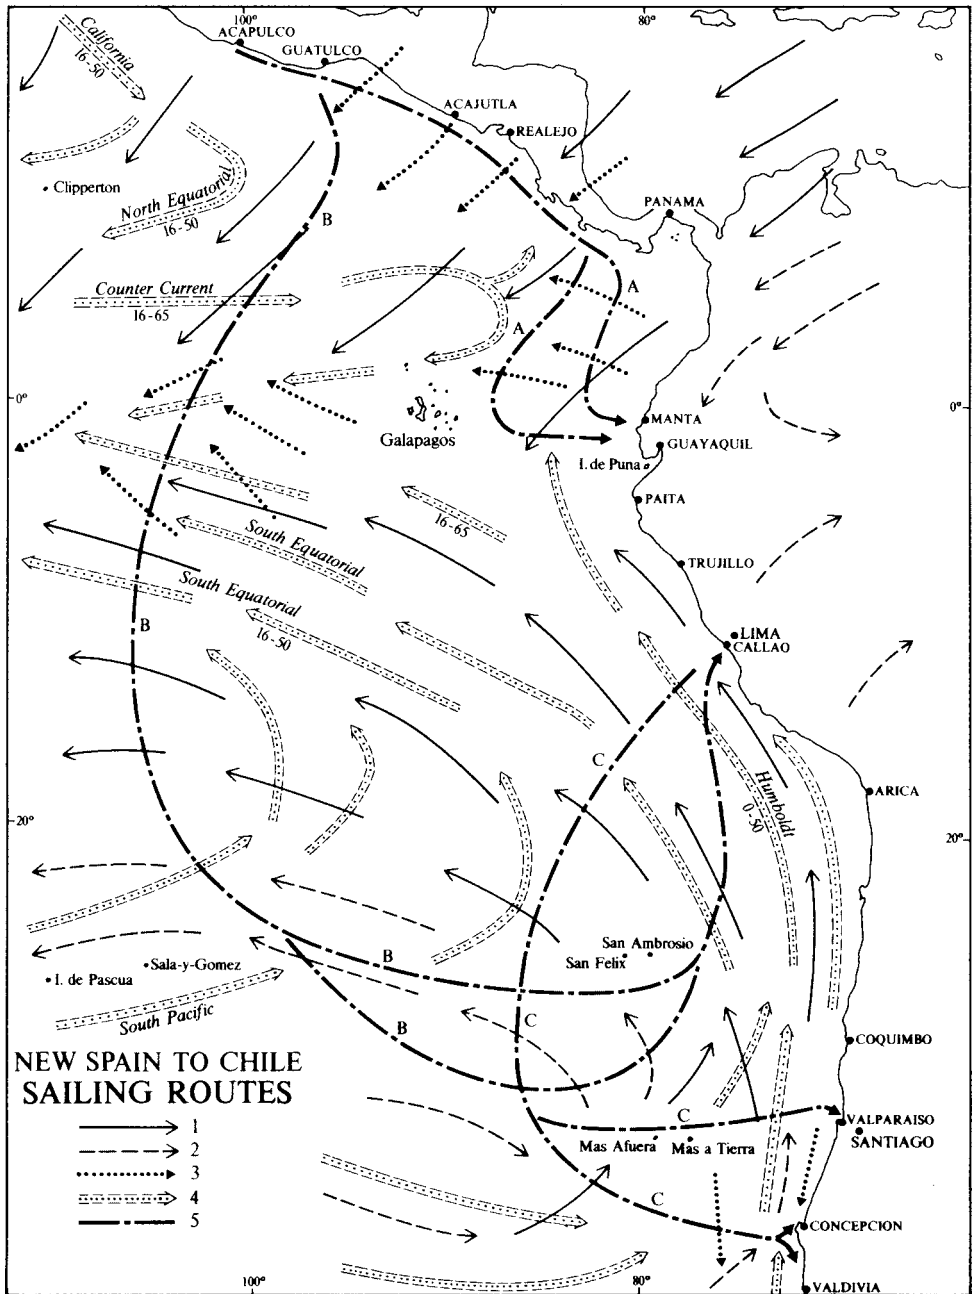 100°
80°
ACAPULCO
GUATULCO
California
16-50
ACAJUTLA
REALEJO
Clipperton
North Equatorial
16-50
PANAMA
B
Counter Current
16-65
A
A
0°
0°
Galapagos
MANTA
GUAYAQUIL
I. de Puna
PAITA
16-65
South Equatorial
TRUJILLO
South Equatorial
16-50
B
LIMA
CALLAO
C
Humboldt
0-50
ARICA
20°
20°
B
San Ambrosio
San Felix
Sala-y-Gomez
I. de Pascua
South Pacific
B
C
COQUIMBO
NEW SPAIN TO CHILE
SAILING ROUTES
1
2
3
4
5
C
VALPARAISO
SANTIAGO
Mas Afuera
Mas a Tierra
C
CONCEPCION
VALDIVIA
100°
80°